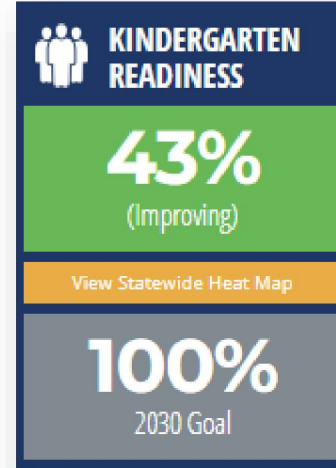 KINDERGARTEN
READINESS
43%
(Improving)
View Statewide Heat Map
100%
2030 Goal